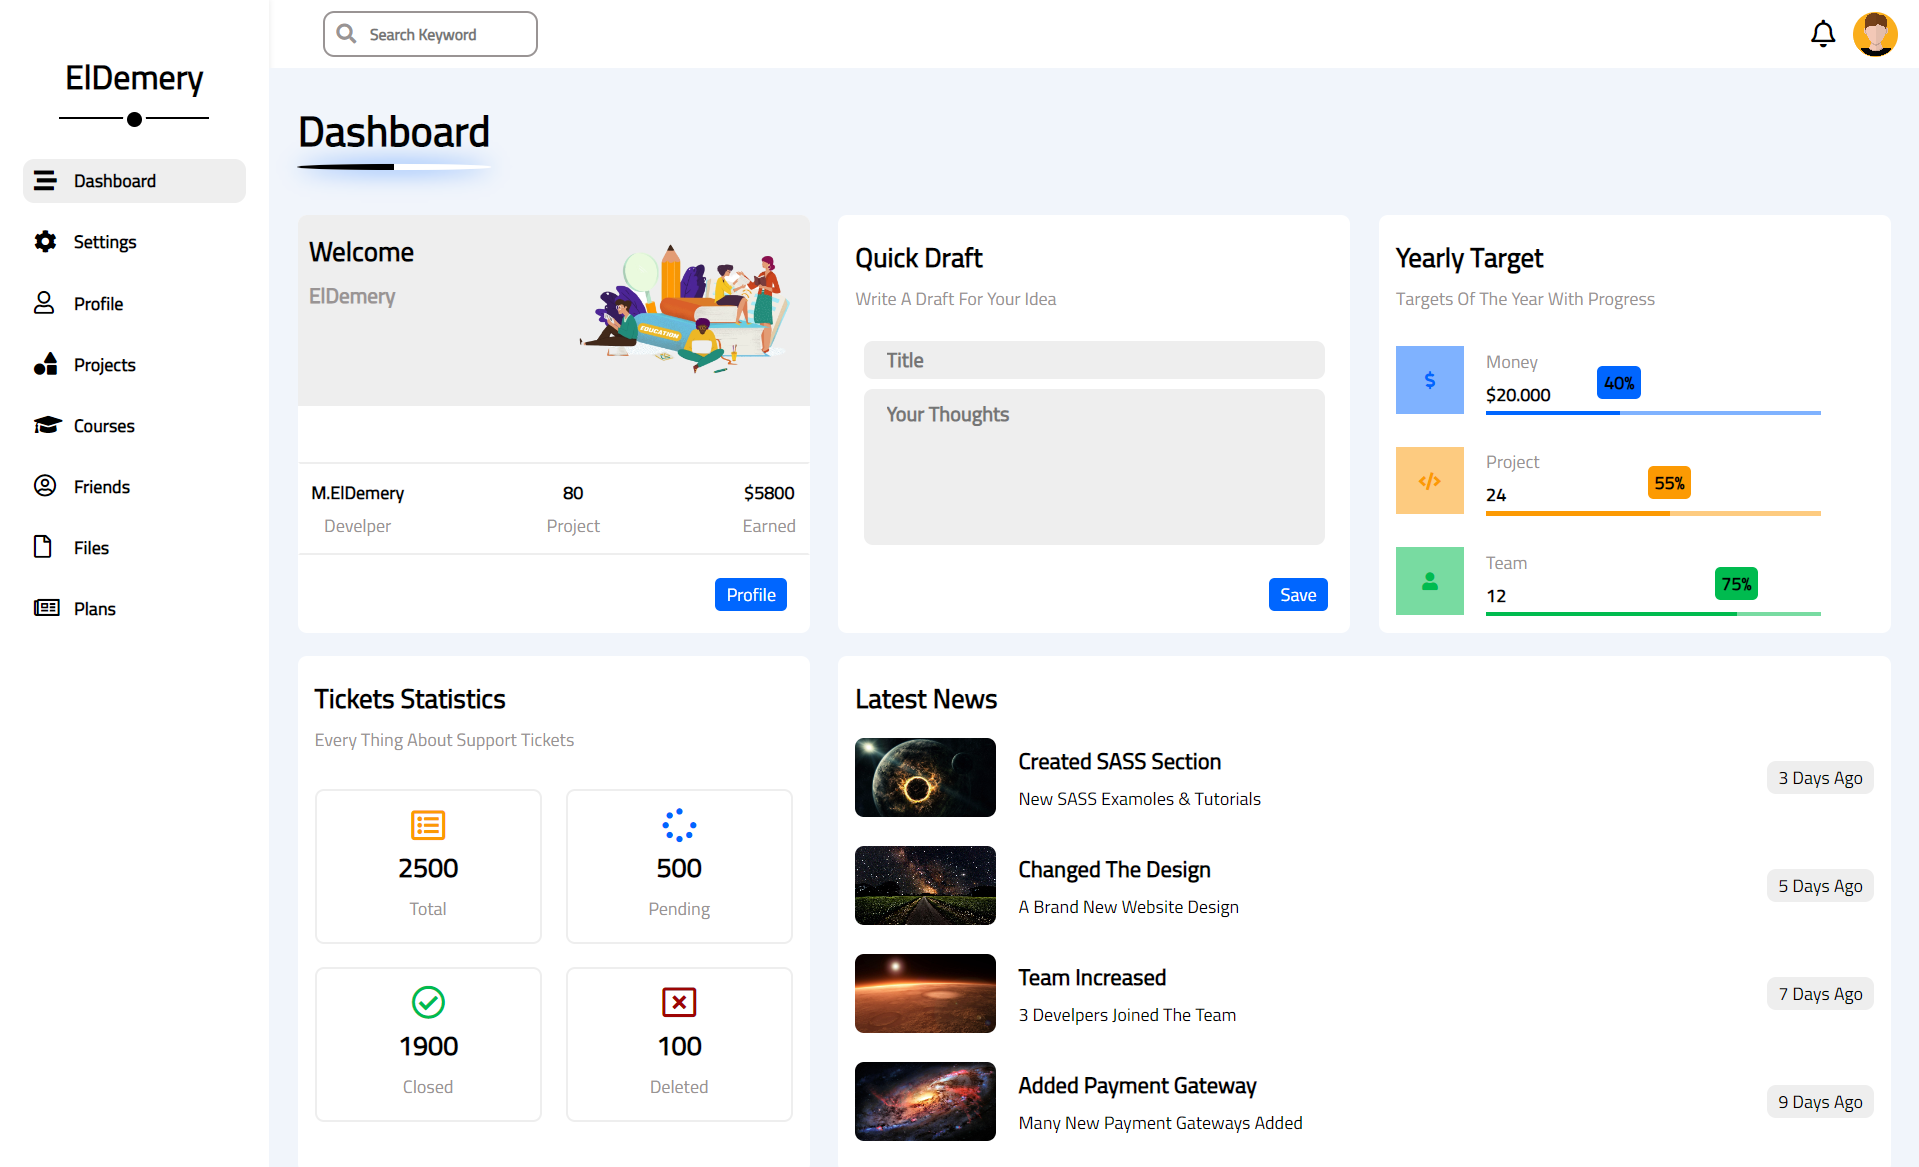 ElDemery
Dashboard
Settings
Profile
Projects
Courses
Friends
Files
Plans
Search Keyword
Dashboard
Welcome
ElDemery
EDUCATION
M.ElDemery
Develper
80
Project
$5800
Earned
Profile
Quick Draft
Write A Draft For Your Idea
Title
Your Thoughts
Save
Yearly Target
Targets Of The Year With Progress
Money
$20.000
40%
Project
24
55%
Team
12
75%
Tickets Statistics
Every Thing About Support Tickets
2500
Total
500
Pending
1900
Closed
100
Deleted
Latest News
Created SASS Section
New SASS Examoles & Tutorials
3 Days Ago
Changed The Design
A Brand New Website Design
5 Days Ago
Team Increased
3 Develpers Joined The Team
7 Days Ago
Added Payment Gateway
Many New Payment Gateways Added
9 Days Ago